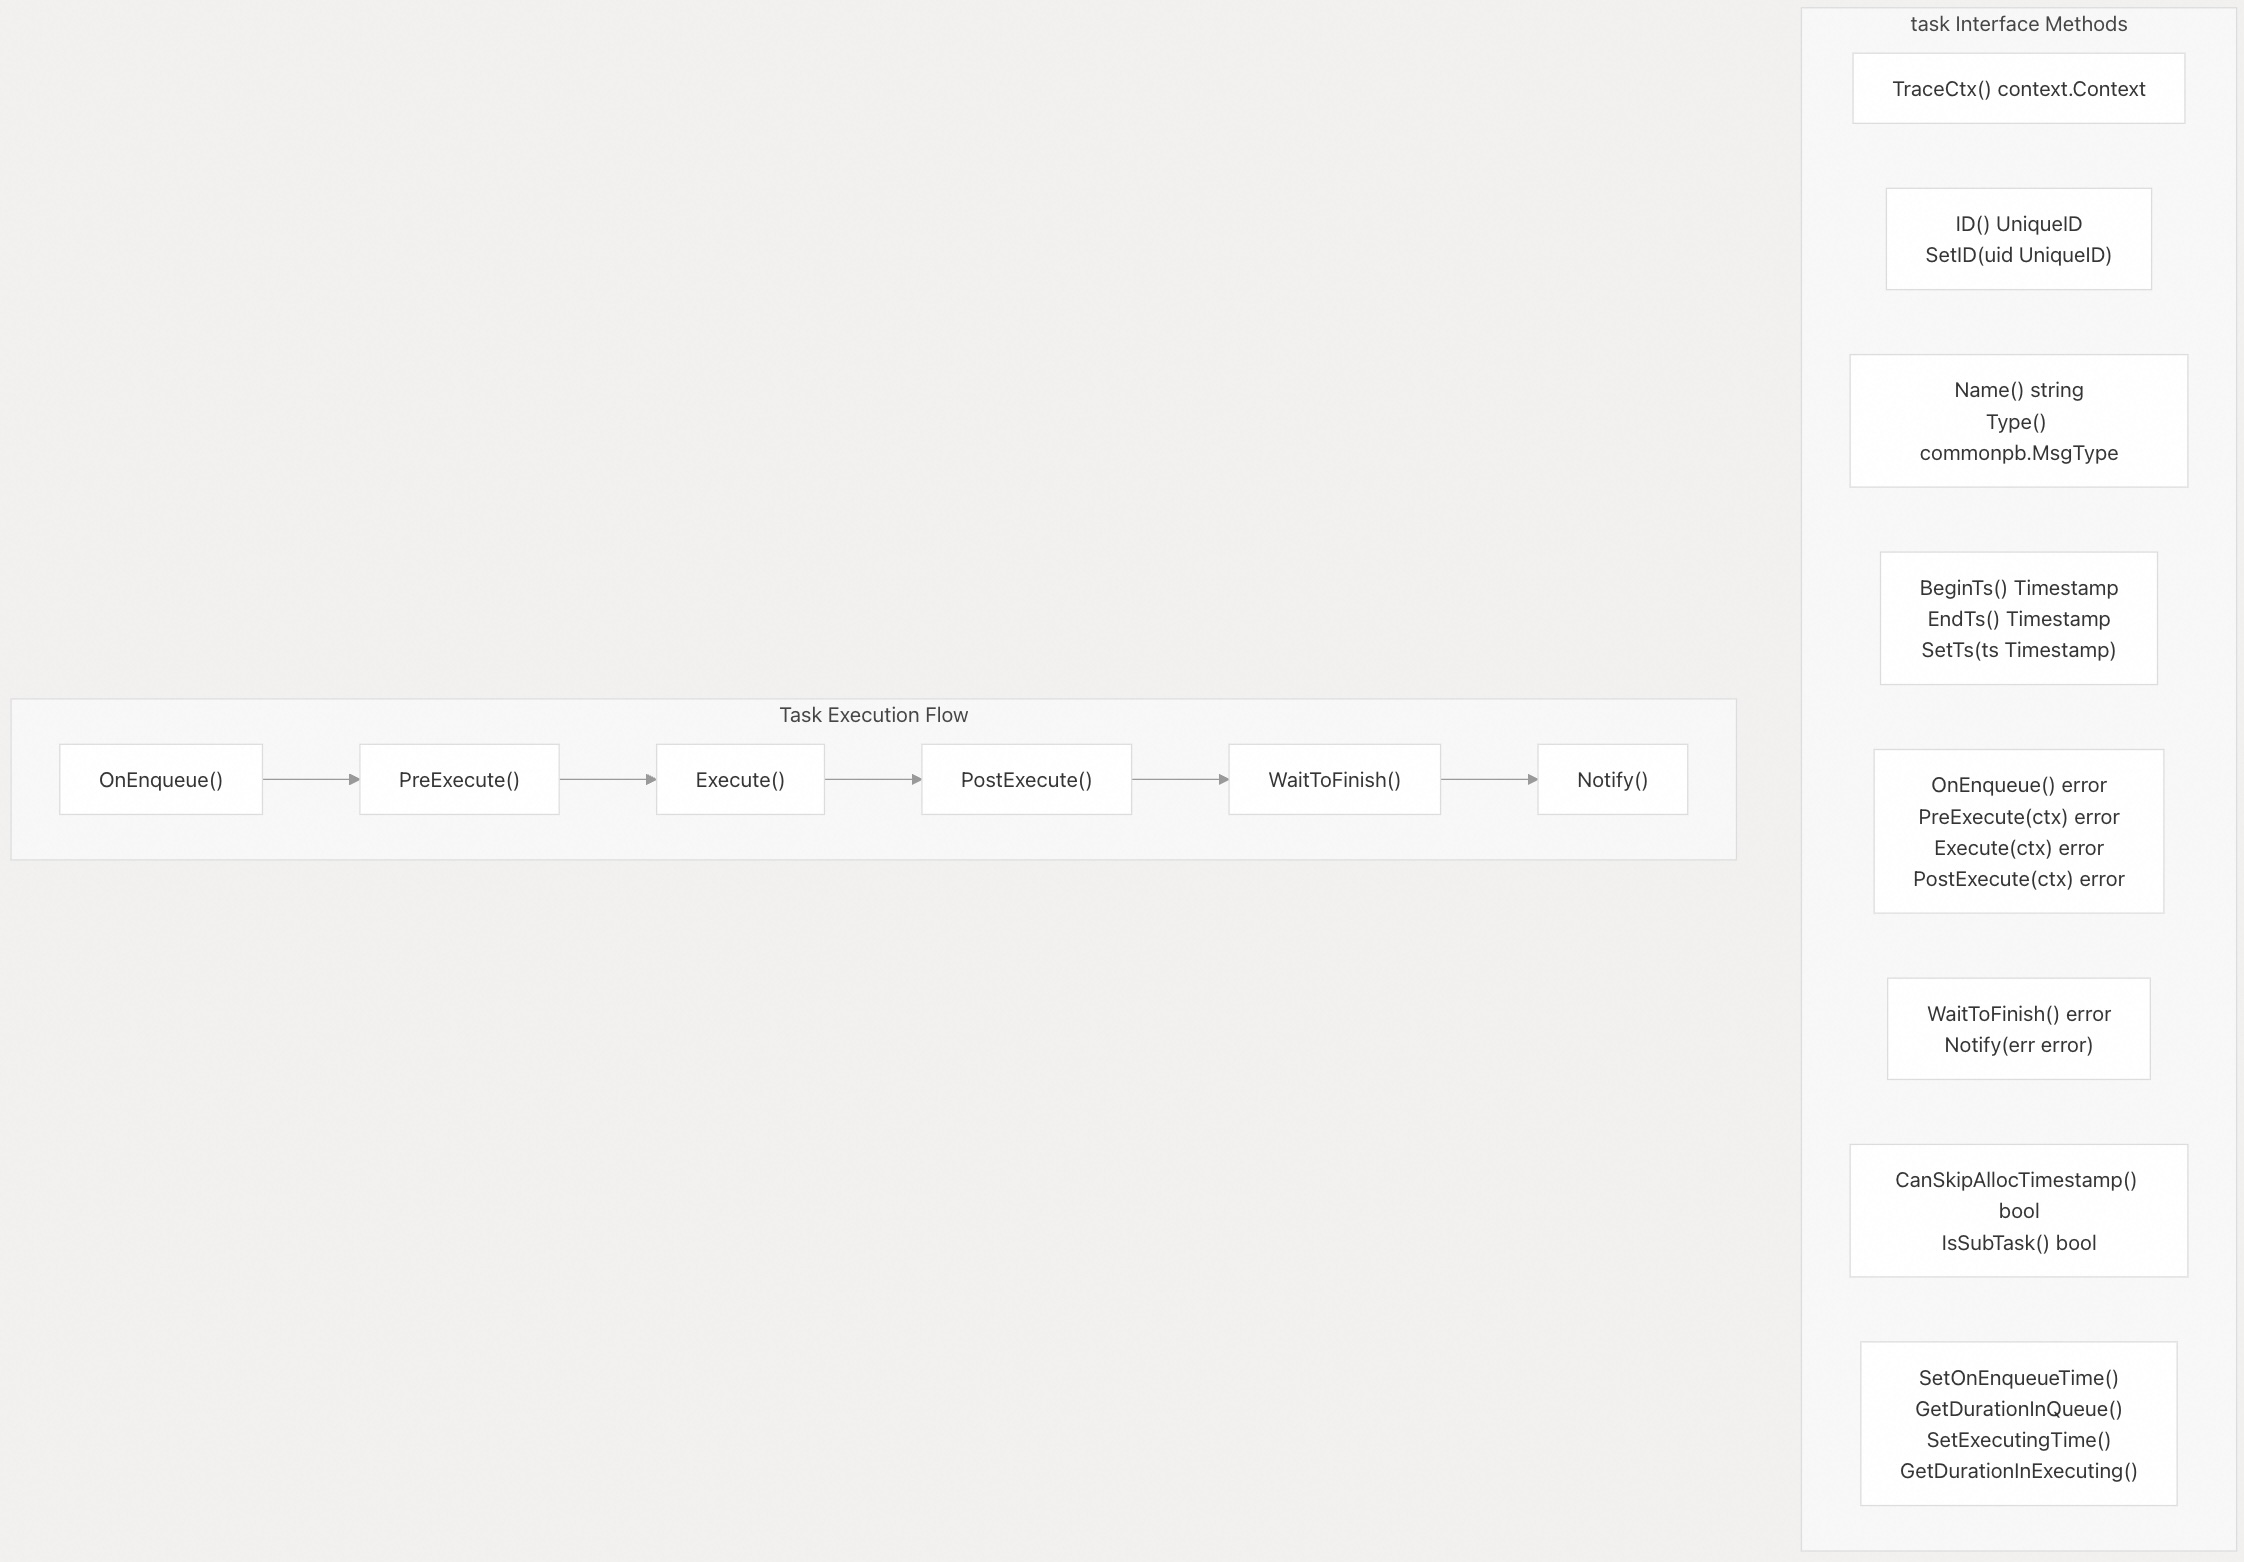 Task Execution Flow
OnEnqueue()
PreExecute()
Execute()
PostExecute()
WaitToFinish()
Notify()
task Interface Methods
TraceCtx() context.Context
ID() UniqueID
SetID(uid UniqueID)
Name() string
Type()
commonpb.MsgType
BeginTs() Timestamp
EndTs() Timestamp
SetTs(ts Timestamp)
OnEnqueue() error
PreExecute(ctx) error
Execute(ctx) error
PostExecute(ctx) error
WaitToFinish() error
Notify(err error)
CanSkipAllocTimestamp()
bool
IsSubTask() bool
SetOnEnqueueTime()
GetDurationInQueue()
SetExecutingTime()
GetDurationInExecuting()